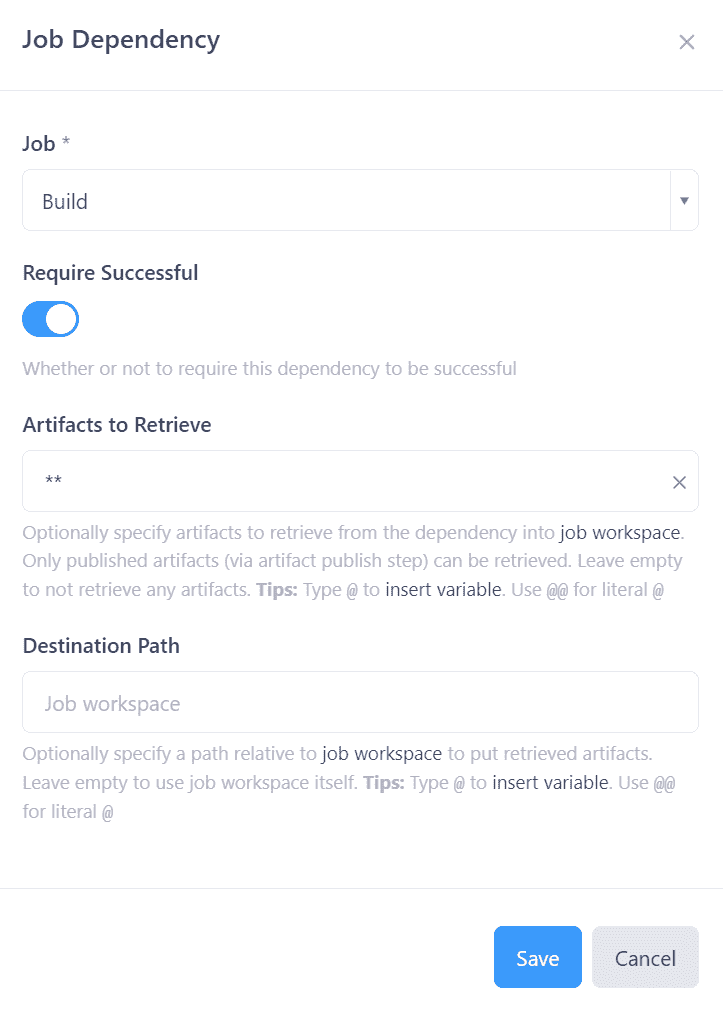 Job Dependency
Job *
Build
Require Successful
Whether or not to require this dependency to be successful
Artifacts to Retrieve
**
Optionally specify artifacts to retrieve from the dependency into job workspace.
Only published artifacts (via artifact publish step) can be retrieved. Leave empty
to not retrieve any artifacts. Tips: Type @ to insert variable. Use @@ for literal @
Destination Path
Job workspace
Optionally specify a path relative to job workspace to put retrieved artifacts.
Leave empty to use job workspace itself. Tips: Type @ to insert variable. Use @@
for literal @
Save
Cancel